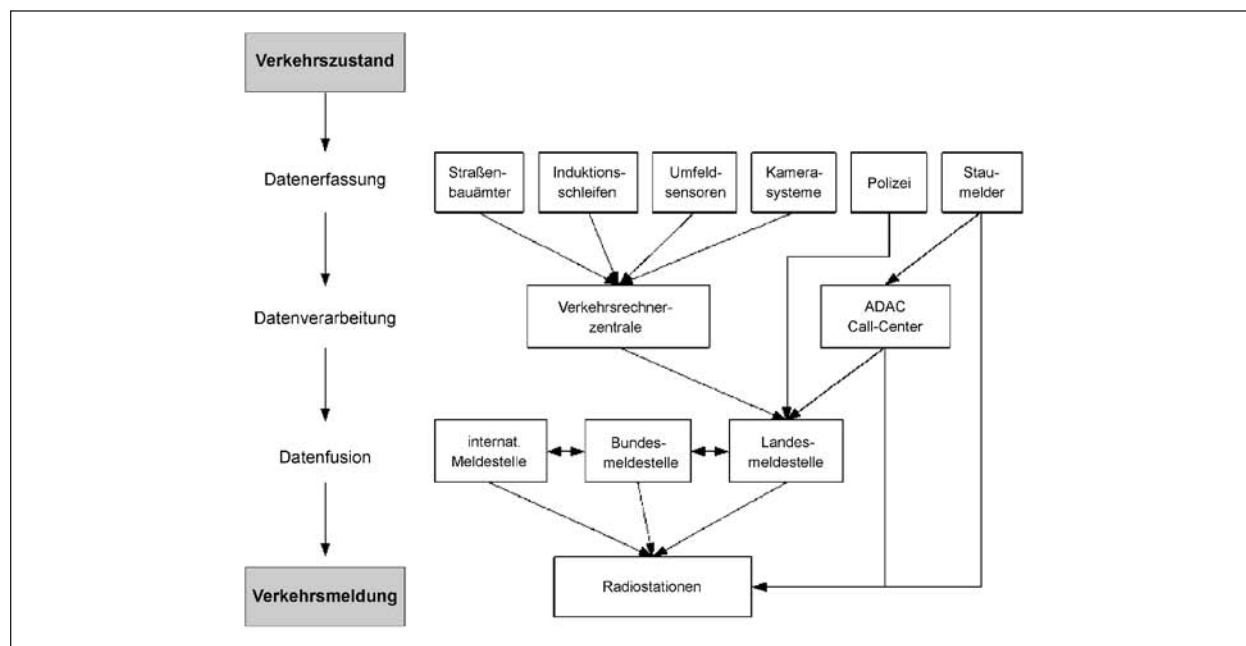 Verkehrszustand
Datenerfassung
Straßen-
bauämter
Induktions-
schleifen
Umfeld-
sensoren
Kamera-
systeme
Polizei
Stau-
melder
Datenverarbeitung
Verkehrsrechner-
zentrale
ADAC
Call-Center
Datenfusion
internat.
Meldestelle
Bundes-
meldestelle
Landes-
meldestelle
Verkehrsmeldung
Radiostationen